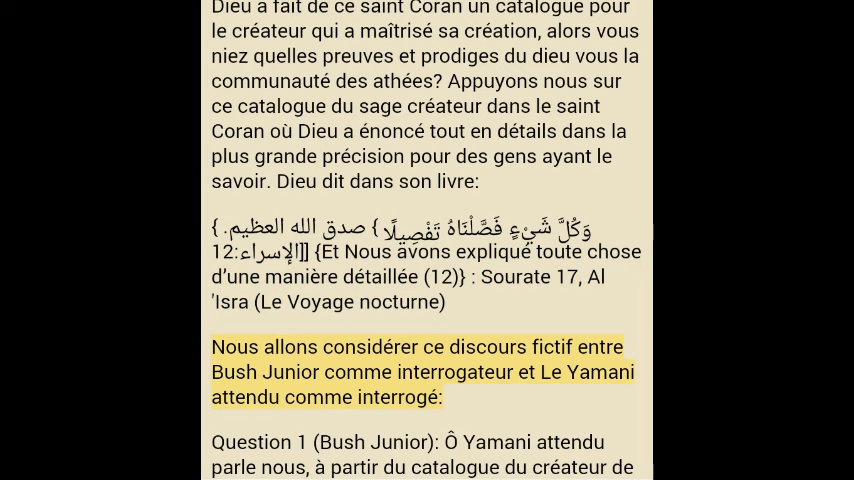 Dieu a fait de ce saint Coran un catalogue pour
le créateur qui a maîtrisé sa création, alors vous
niez quelles preuves et prodiges du dieu vous la
communauté des athées? Appuyons nous sur
ce catalogue du sage créateur dans le saint
Coran où Dieu a énoncé tout en détails dans la
plus grande précision pour des gens ayant le
savoir. Dieu dit dans son livre:
{ وَكُلَّ شَيْءٍ فَصَّلْنَاهُ تَفْصِيلًا } صدق الله العظيم. }
الإسراء:12]] {Et Nous avons expliqué toute chose
d’une manière détaillée (12)} : Sourate 17, Al
'Isra (Le Voyage nocturne)
Nous allons considérer ce discours fictif entre
Bush Junior comme interrogateur et Le Yamani
attendu comme interrogé:
Question 1 (Bush Junior): Ô Yamani attendu
parle nous, à partir du catalogue du créateur de